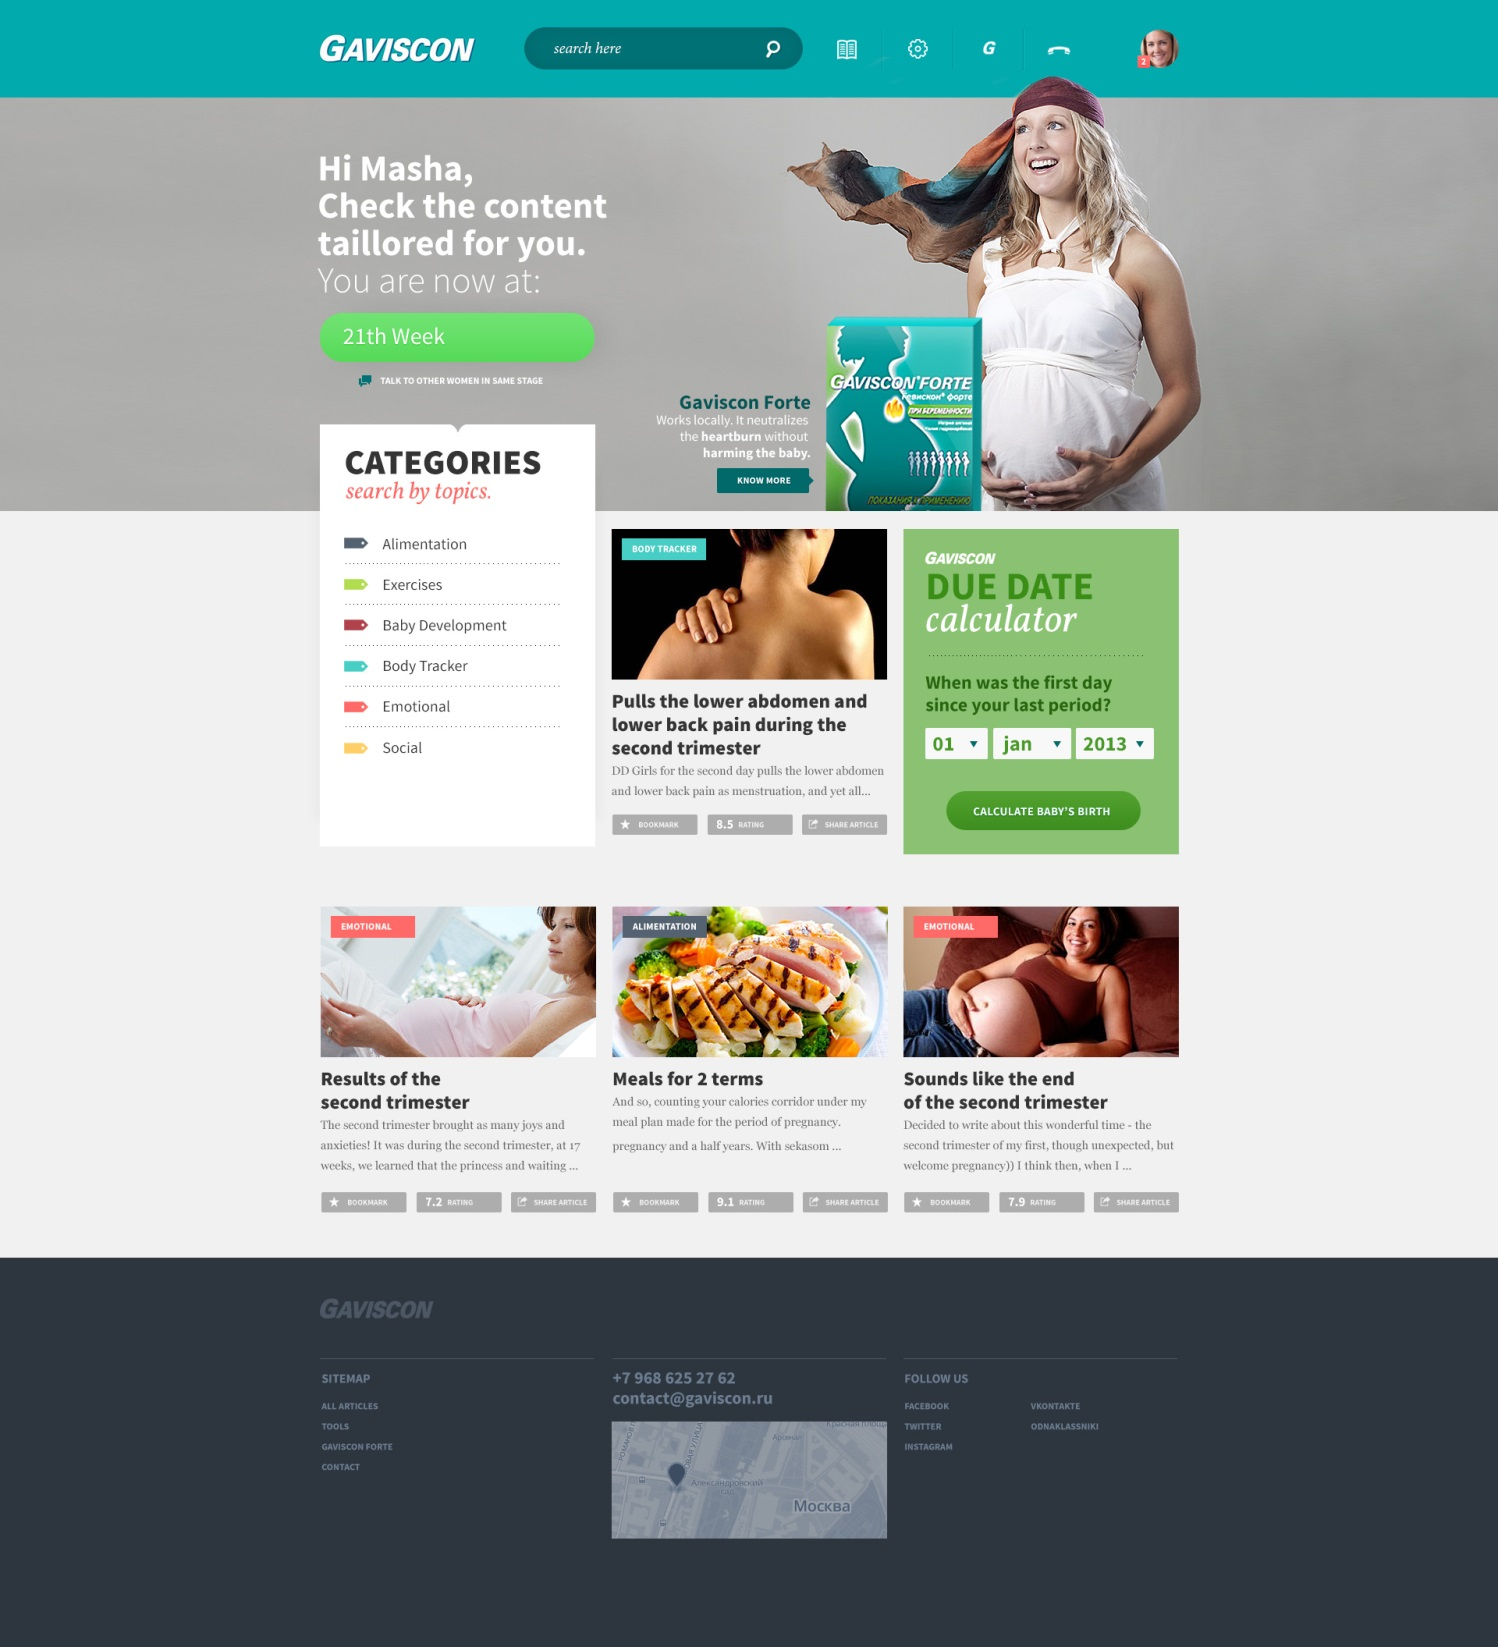 GAVISCON
search here
G
2
Hi Masha,
Check the content
taillored for you.
You are now at:
21th Week
TALK TO OTHER WOMEN IN SAME STAGE
Gaviscon Forte
Works locally. It neutralizes
the heartburn without
harming the baby.
KNOW MORE
GAVISCON® FORTE
Гевискон® форте
ПРИ БЕРЕМЕННОСТИ
ПОКАЗАНИЯ К ПРИМЕНЕНИЮ
CATEGORIES
search by topics.
Alimentation
Exercises
Baby Development
Body Tracker
Emotional
Social
BODY TRACKER
Pulls the lower abdomen and
lower back pain during the
second trimester
DD Girls for the second day pulls the lower abdomen
and lower back pain as menstruation, and yet all...
BOOKMARK
8.5 RATING
SHARE ARTICLE
GAVISCON
DUE DATE
calculator
When was the first day
since your last period?
01 jan 2013
CALCULATE BABY'S BIRTH
EMOTIONAL
Results of the
second trimester
The second trimester brought as many joys and
anxieties! It was during the second trimester, at 17
weeks, we learned that the princess and waiting ...
BOOKMARK
7.2 RATING
SHARE ARTICLE
ALIMENTATION
Meals for 2 terms
And so, counting your calories corridor under my
meal plan made for the period of pregnancy.
pregnancy and a half years. With sekasom ...
BOOKMARK
9.1 RATING
SHARE ARTICLE
EMOTIONAL
Sounds like the end
of the second trimester
Decided to write about this wonderful time - the
second trimester of my first, though unexpected, but
welcome pregnancy)) I think then, when I ...
BOOKMARK
7.9 RATING
SHARE ARTICLE
GAVISCON
SITEMAP
ALL ARTICLES
TOOLS
GAVISCON FORTE
CONTACT
+7 968 625 27 62
contact@gaviscon.ru
Арсенал
Александровский
сад
Москва
FOLLOW US
FACEBOOK
TWITTER
INSTAGRAM
VKONTAKTE
ODNAKLASSNIKI